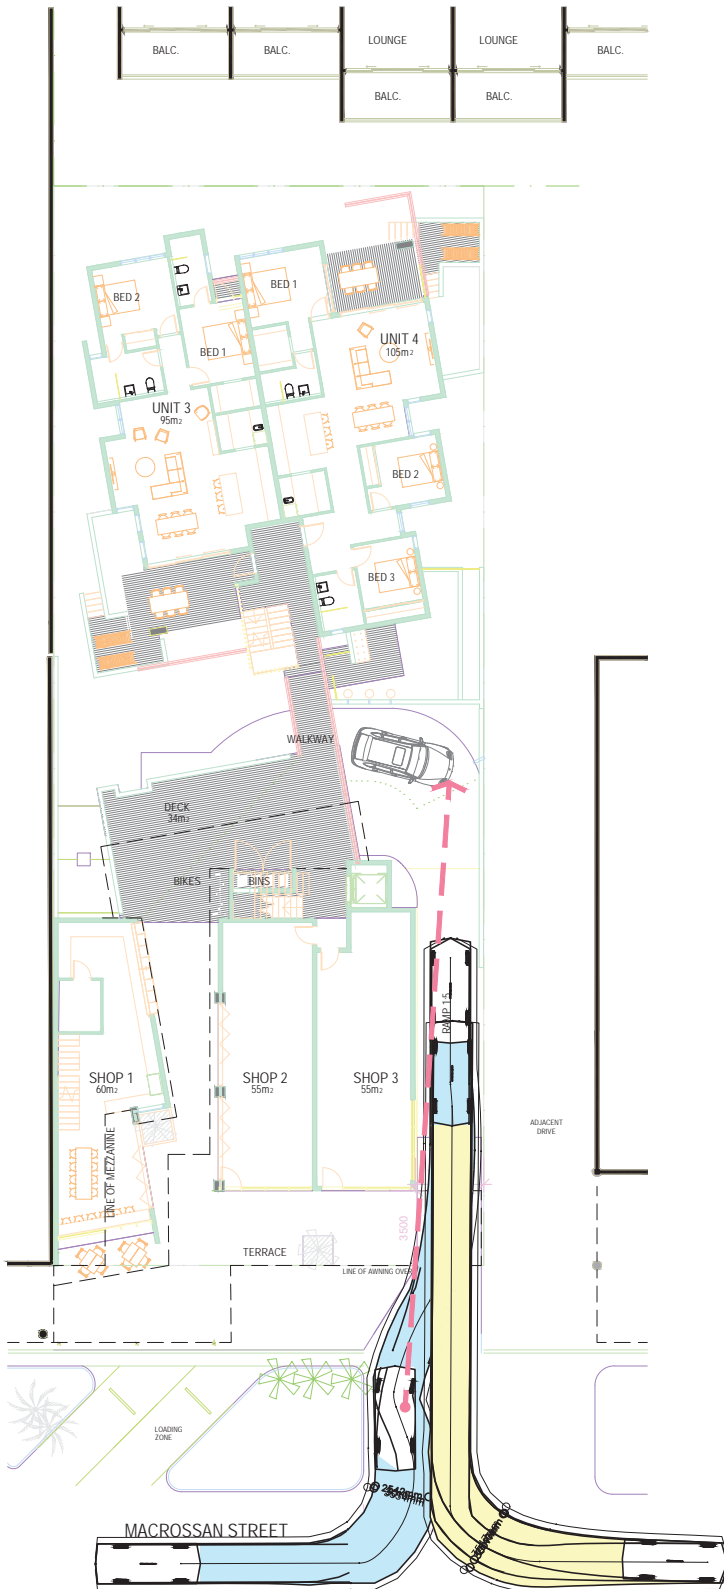 BALC.
BALC.
LOUNGE
LOUNGE
BALC.
BALC.
BALC.
BED 2
BED 1
BED 1
UNIT 4
105m2
UNIT 3
95m2
BED 2
BED 3
WALKWAY
DECK
34m2
BIKES
BINS
RAMP 1:5
SHOP 1
60m2
SHOP 2
55m2
SHOP 3
55m2
ADJACENT
DRIVE
LINE OF MEZZANINE
3500
TERRACE
LINE OF AWNING OVER
LOADING
ZONE
MACROSSAN STREET